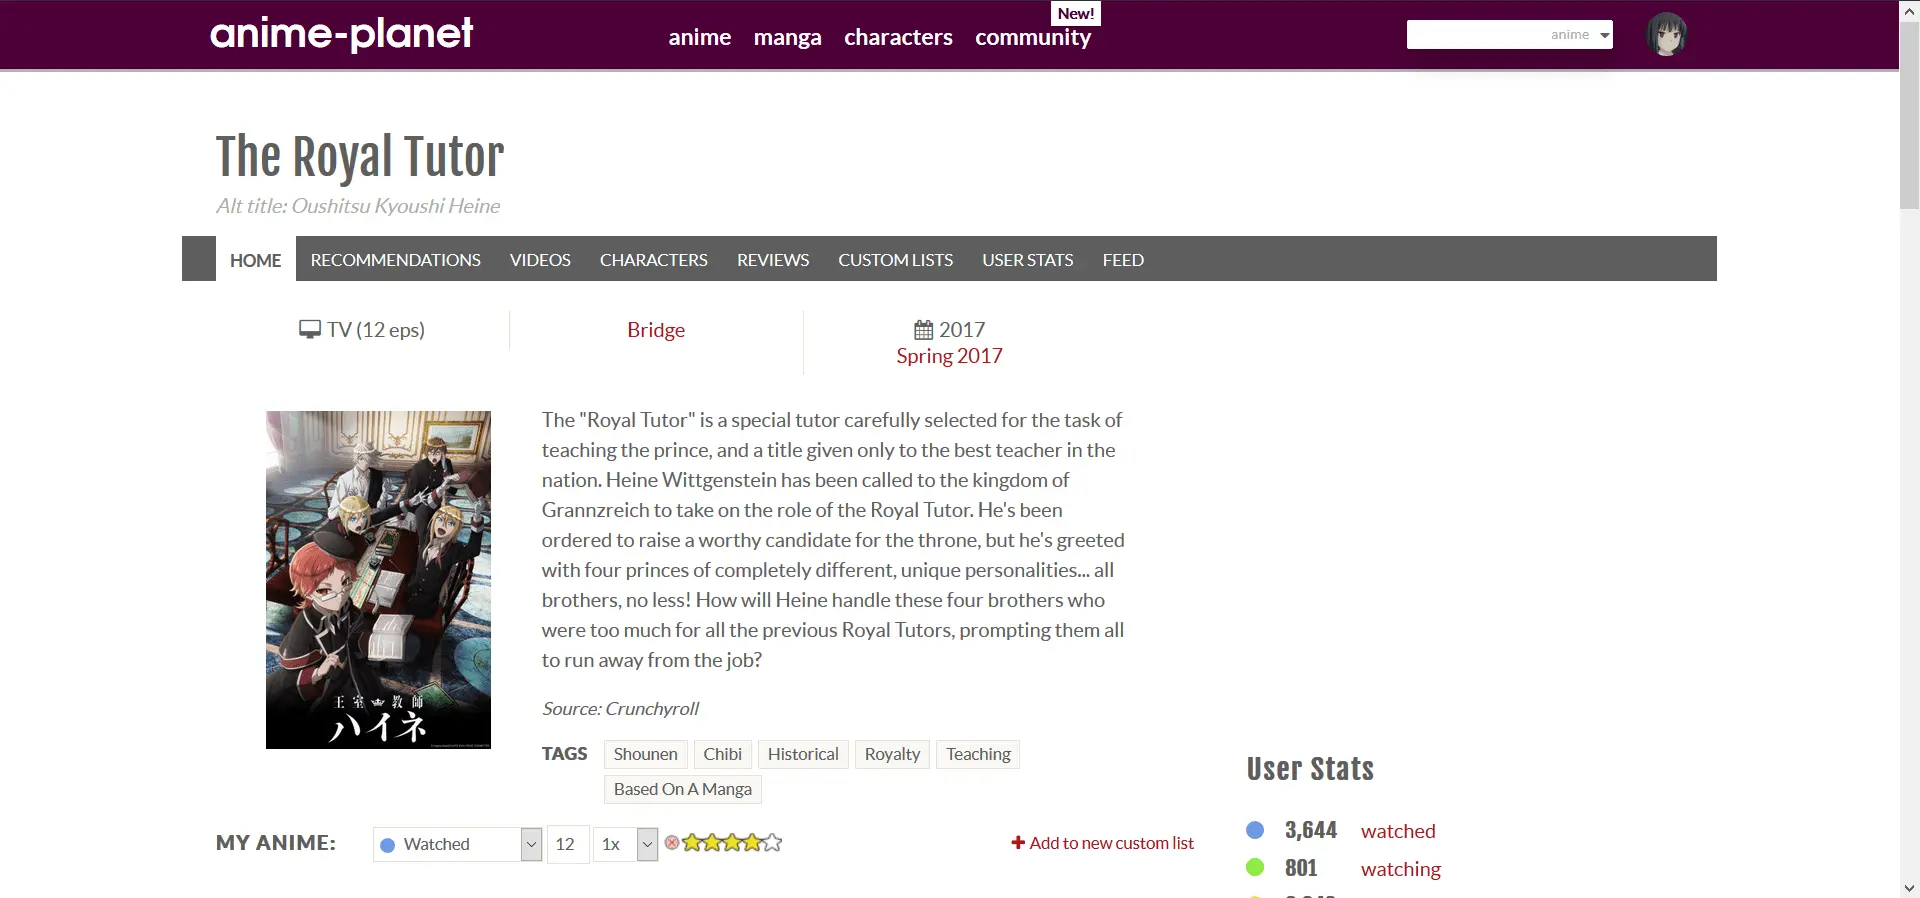 New!
anime-planet
anime manga characters community
anime
The Royal Tutor
Alt title: Oushitsu Kyoushi Heine
HOME RECOMMENDATIONS VIDEOS CHARACTERS REVIEWS CUSTOM LISTS USER STATS FEED
TV (12 eps)
Bridge
2017
Spring 2017
The "Royal Tutor" is a special tutor carefully selected for the task of
teaching the prince, and a title given only to the best teacher in the
nation. Heine Wittgenstein has been called to the kingdom of
Grannzreich to take on the role of the Royal Tutor. He's been
ordered to raise a worthy candidate for the throne, but he's greeted
with four princes of completely different, unique personalities... all
brothers, no less! How will Heine handle these four brothers who
were too much for all the previous Royal Tutors, prompting them all
to run away from the job?
王室教師
ハイネ
Source: Crunchyroll
TAGS Shounen Chibi Historical Royalty Teaching
Based On A Manga
MY ANIME: Watched 12 1x
Add to new custom list
User Stats
3,644 watched
801 watching